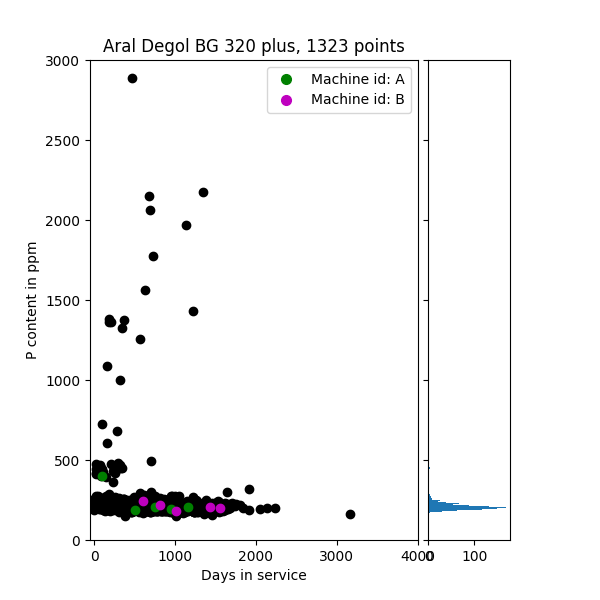 Aral Degol BG 320 plus, 1323 points
Machine id: A
Machine id: B
P content in ppm
3000
2500
2000
1500
1000
500
0
0 1000 2000 3000 4000
0 100
Days in service